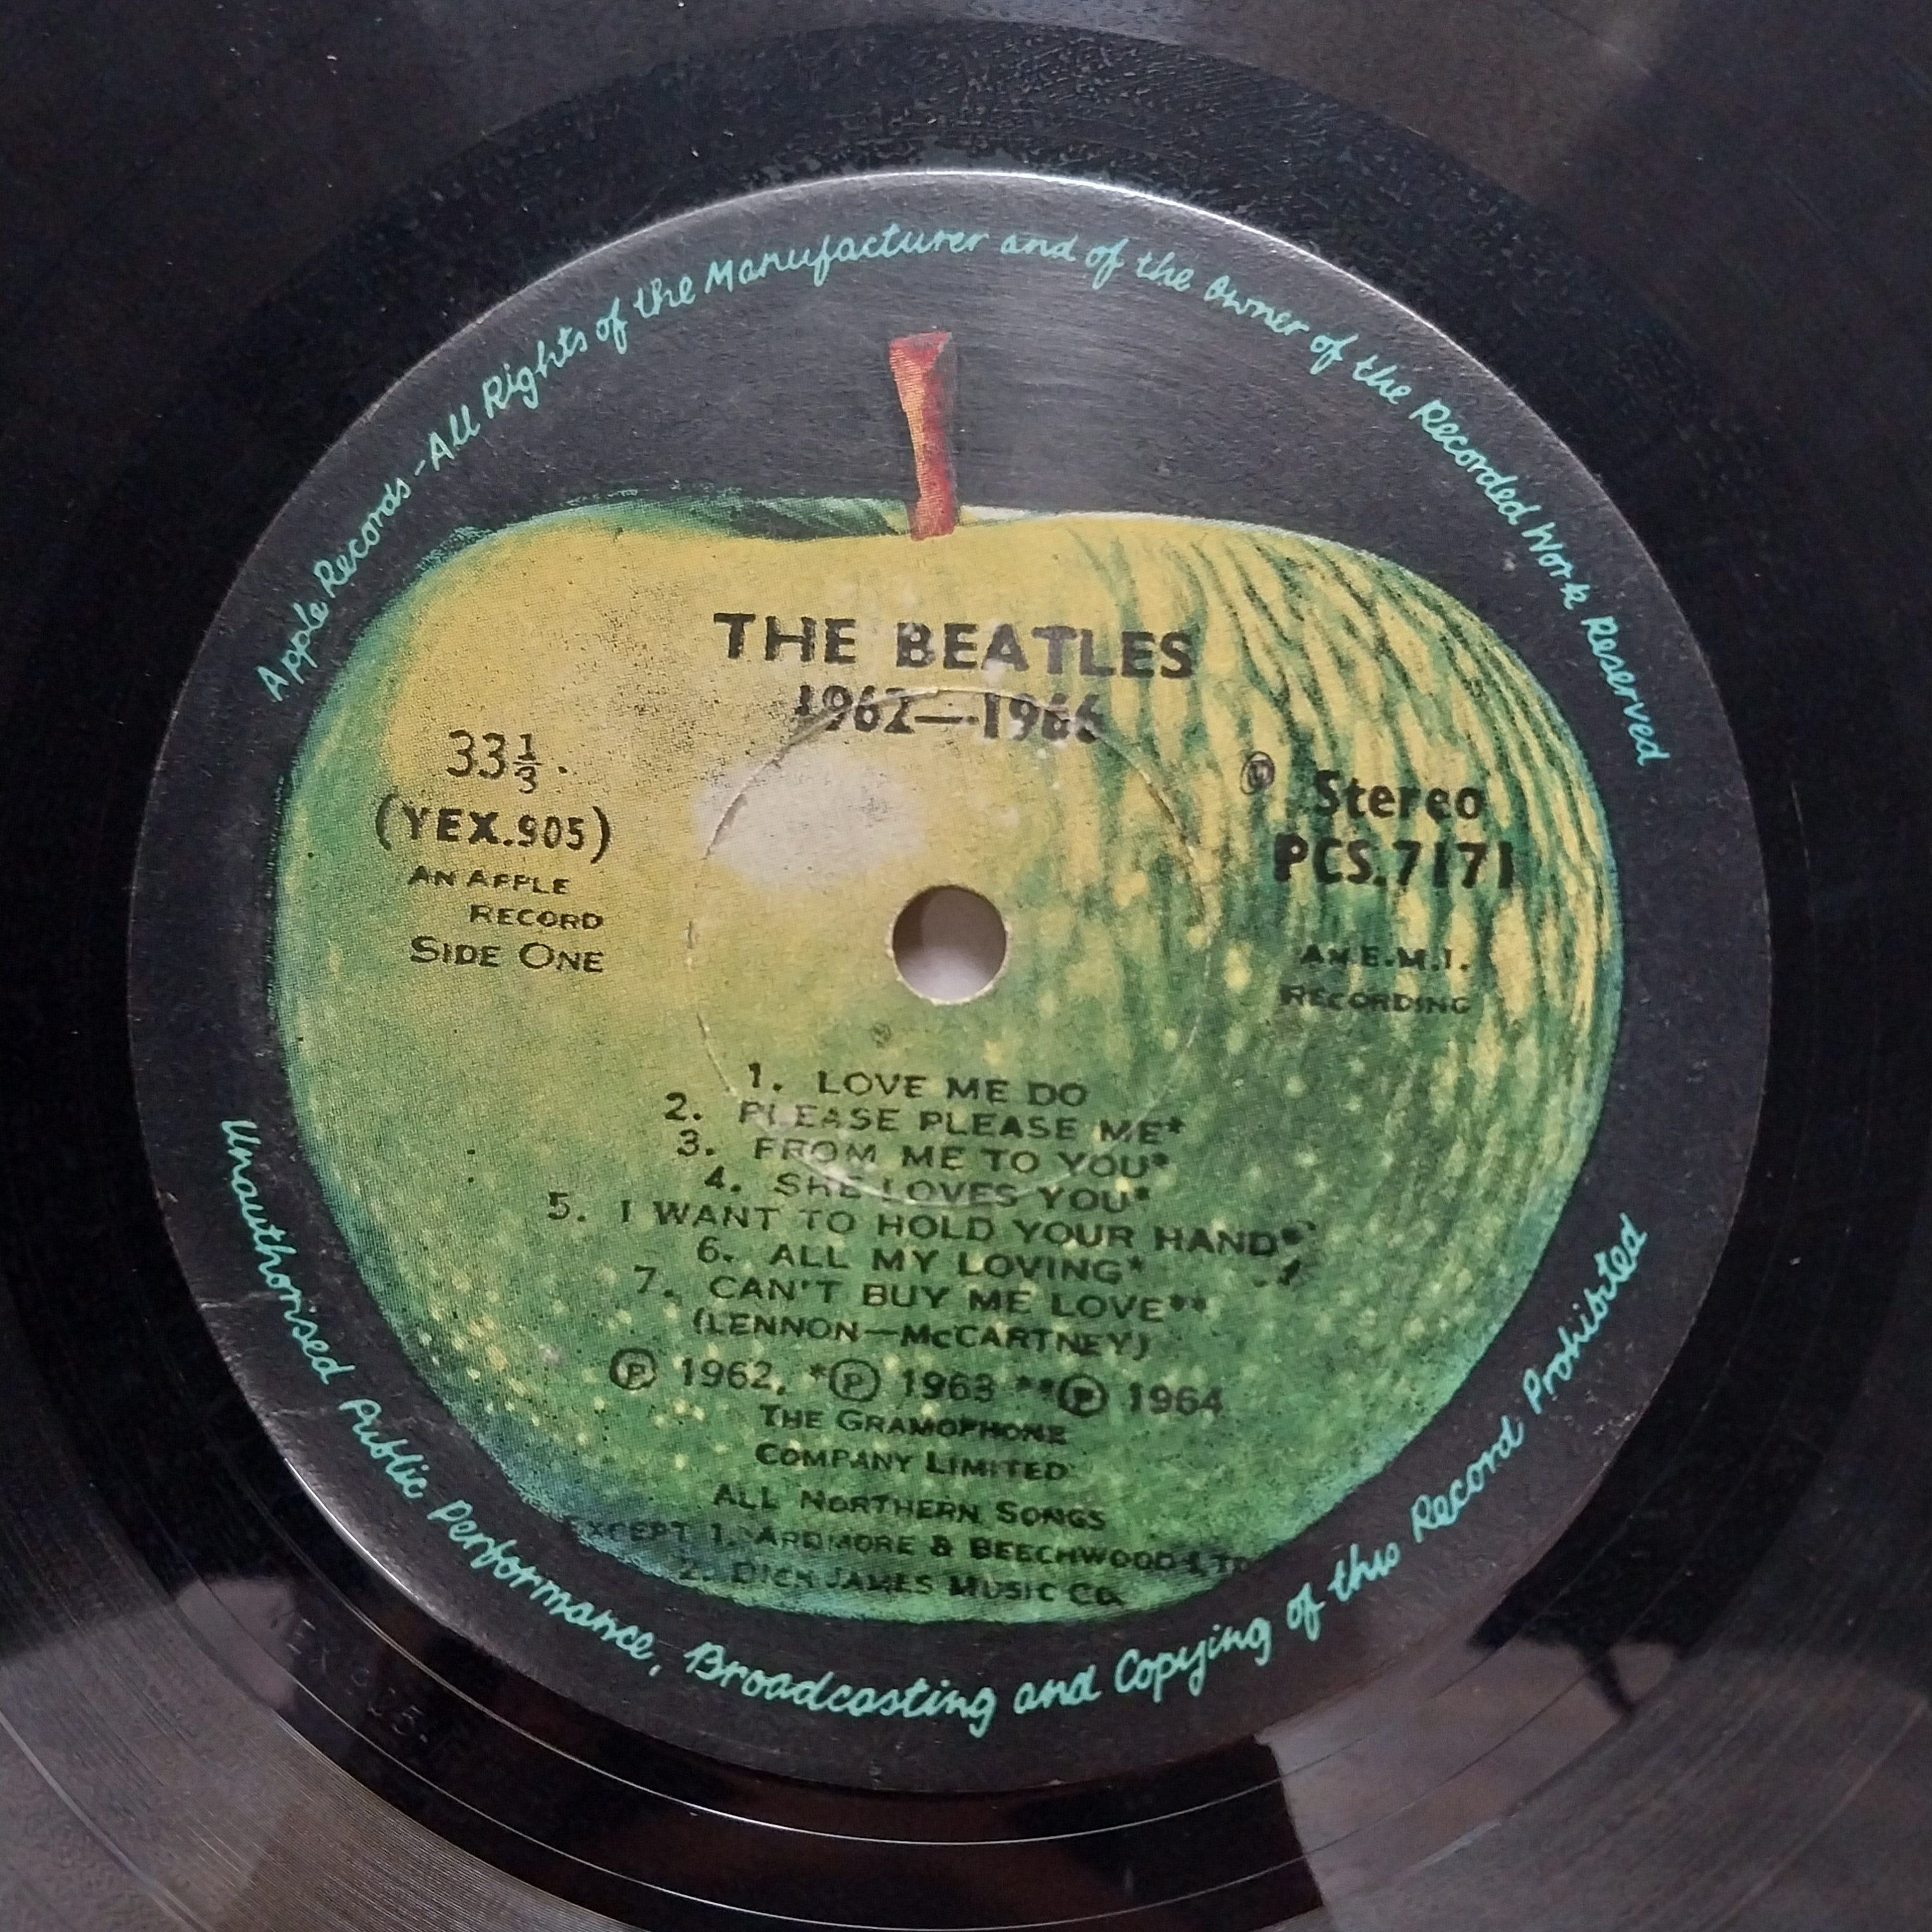 Apple Records - All Rights of the Manufacturer and of the Owner of the Recorded Work Reserved
THE BEATLES
1962—1966
33⅓
(YEX.905)
AN APPLE
RECORD
SIDE ONE
Stereo
PCS.7171
AN E.M.I.
RECORDING
1. LOVE ME DO
2. PLEASE PLEASE ME*
3. FROM ME TO YOU*
4. SHE LOVES YOU*
5. I WANT TO HOLD YOUR HAND*
6. ALL MY LOVING*
7. CAN'T BUY ME LOVE**
(LENNON—McCARTNEY)
Ⓟ 1962, *Ⓟ 1963 **Ⓟ 1964
THE GRAMOPHONE
COMPANY LIMITED
ALL NORTHERN SONGS
EXCEPT 1. ARDMORE & BEECHWOOD LTD
2. DICK JAMES MUSIC CO.
Unauthorised Public Performance, Broadcasting and Copying of this Record Prohibited